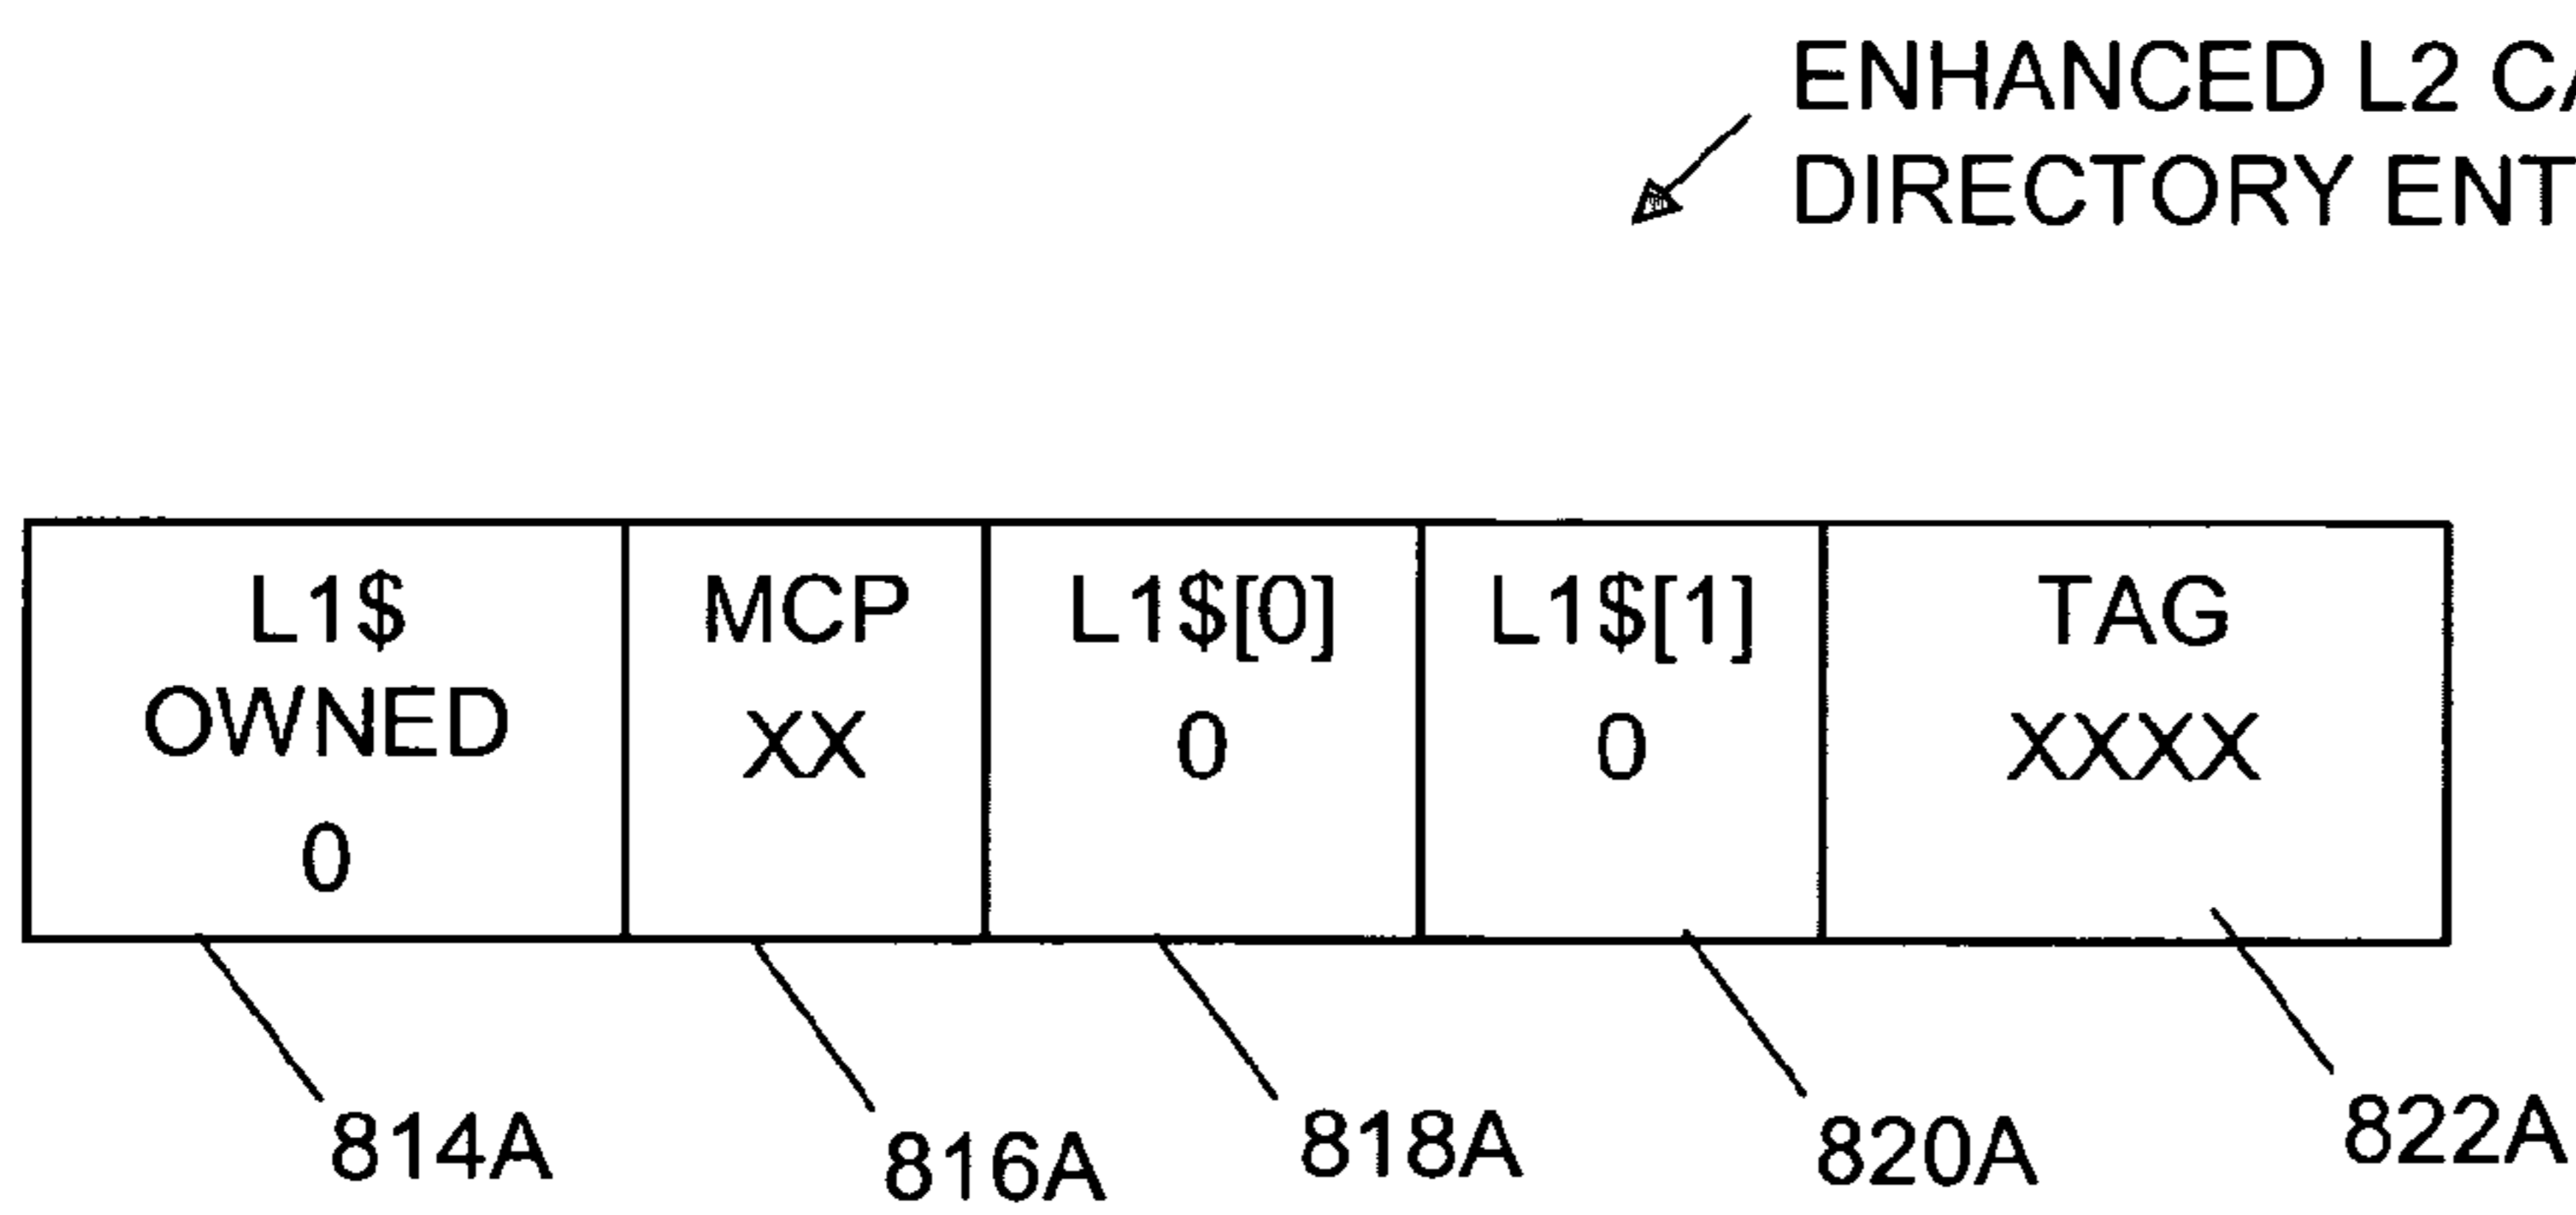 ENHANCED L2 CA
DIRECTORY ENT
L1$ OWNED 0
MCP XX
L1$[0] 0
L1$[1] 0
TAG XXXX
814A
816A
818A
820A
822A